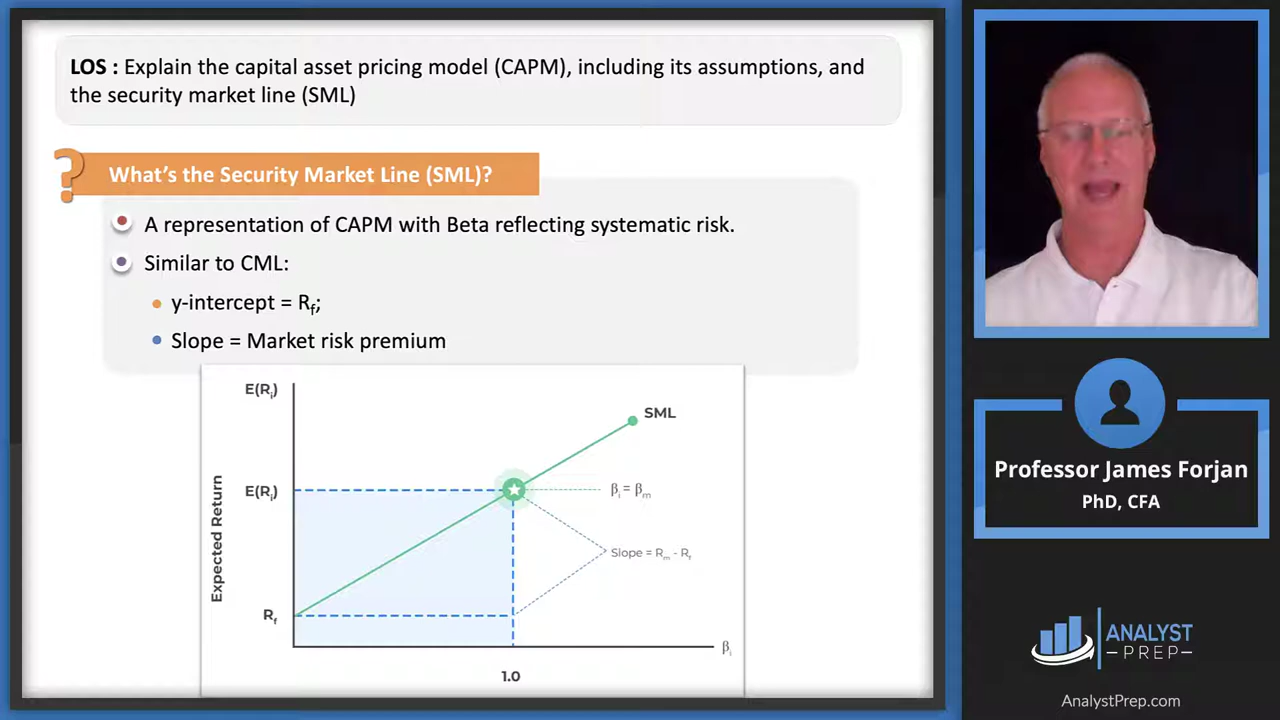 LOS : Explain the capital asset pricing model (CAPM), including its assumptions, and
the security market line (SML)
? What's the Security Market Line (SML)?
A representation of CAPM with Beta reflecting systematic risk.
Similar to CML:
y-intercept = Rf;
Slope = Market risk premium
E(Ri)
SML
E(Ri)
βi = βm
Slope = Rm - Rf
Expected Return
Rf
βi
1.0
Professor James Forjan
PhD, CFA
ANALYST
PREP
AnalystPrep.com